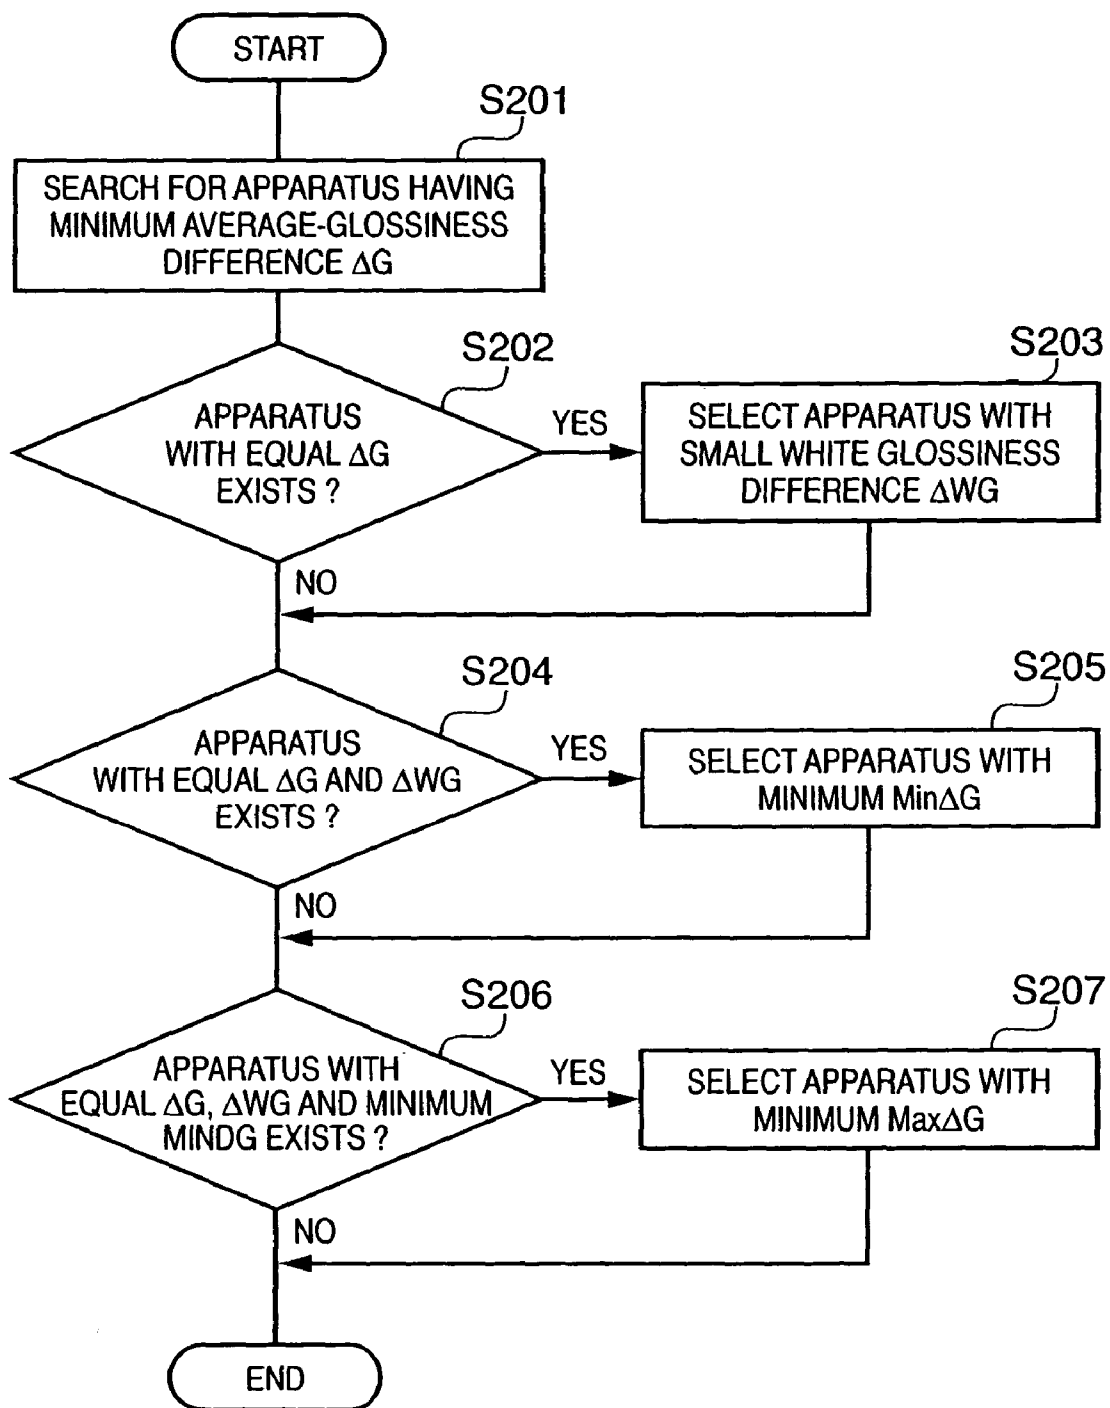 START
S201
SEARCH FOR APPARATUS HAVING
MINIMUM AVERAGE-GLOSSINESS
DIFFERENCE ΔG
S202
APPARATUS
WITH EQUAL ΔG
EXISTS ?
YES
S203
SELECT APPARATUS WITH
SMALL WHITE GLOSSINESS
DIFFERENCE ΔWG
NO
S204
APPARATUS
WITH EQUAL ΔG AND ΔWG
EXISTS ?
YES
S205
SELECT APPARATUS WITH
MINIMUM MinΔG
NO
S206
APPARATUS WITH
EQUAL ΔG, ΔWG AND MINIMUM
MINDG EXISTS ?
YES
S207
SELECT APPARATUS WITH
MINIMUM MaxΔG
NO
END